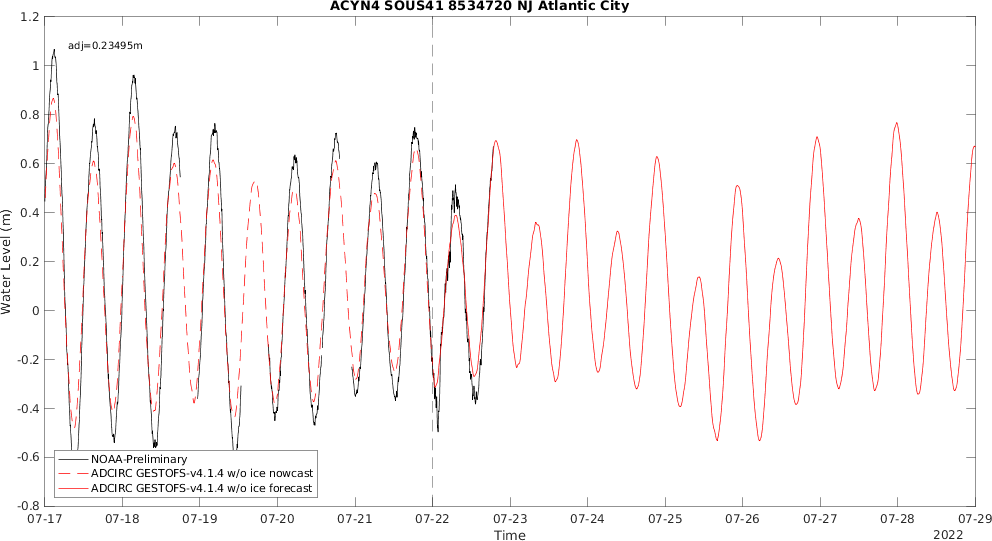 ACYN4 SOUS41 8534720 NJ Atlantic City
adj=0.23495m
1.2
1
0.8
0.6
0.4
0.2
0
-0.2
-0.4
-0.6
-0.8
Water Level (m)
NOAA-Preliminary
ADCIRC GESTOFS-v4.1.4 w/o ice nowcast
ADCIRC GESTOFS-v4.1.4 w/o ice forecast
07-17 07-18 07-19 07-20 07-21 07-22 07-23 07-24 07-25 07-26 07-27 07-28 07-29
Time
2022